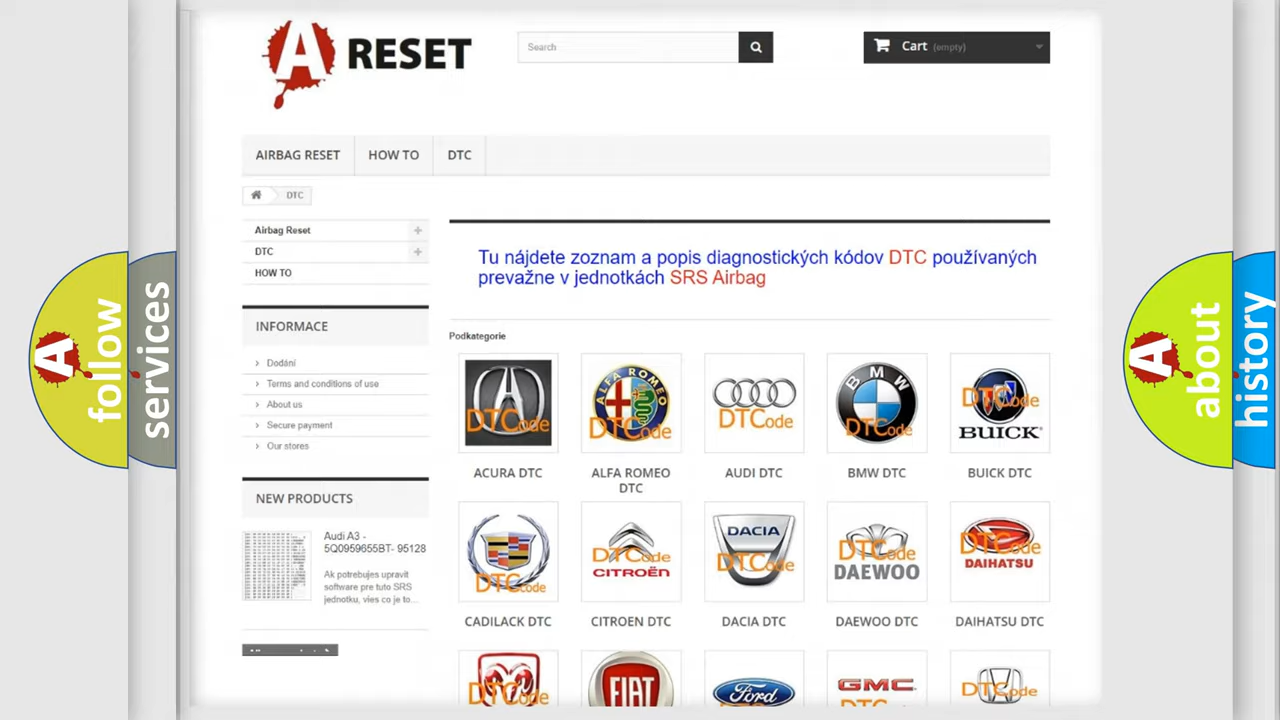 A RESET
Search
Cart (empty)
AIRBAG RESET
HOW TO
DTC
DTC
Airbag Reset
DTC
HOW TO
INFORMACE
Dodání
Terms and conditions of use
About us
Secure payment
Our stores
NEW PRODUCTS
Audi A3 -
5Q0959655BT- 95128
Ak potrebujes upravit
software pre tuto SRS
jednotku, vies co je to...
Tu nájdete zoznam a popis diagnostických kódov DTC používaných
prevažne v jednotkách SRS Airbag
Podkategorie
DTCode
ALFA ROMEO
DTCode
DTCode
BMW
DTCode
DTCode
BUICK
ACURA DTC
ALFA ROMEO
DTC
AUDI DTC
BMW DTC
BUICK DTC
DTCode
DTCode
CITROËN
DACIA
DTCode
DTCode
DAEWOO
DTCode
DAIHATSU
CADILACK DTC
CITROEN DTC
DACIA DTC
DAEWOO DTC
DAIHATSU DTC
DTCode
FIAT
Ford
GMC
DTCode
A follow
services
A about
history